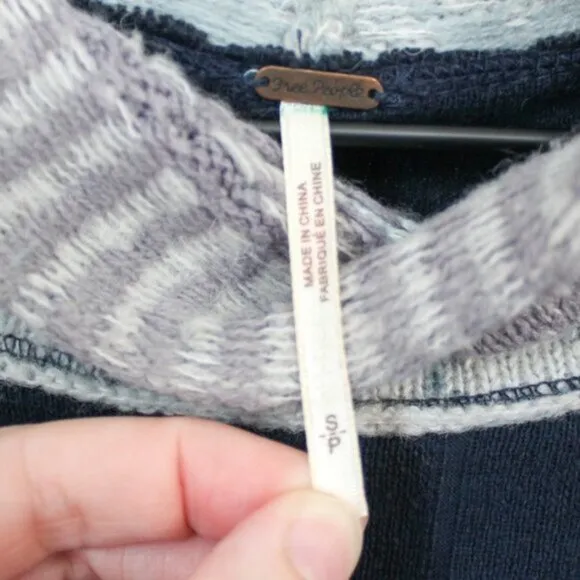 Free People
MADE IN CHINA
FABRIQUÉ EN CHINE
S/P